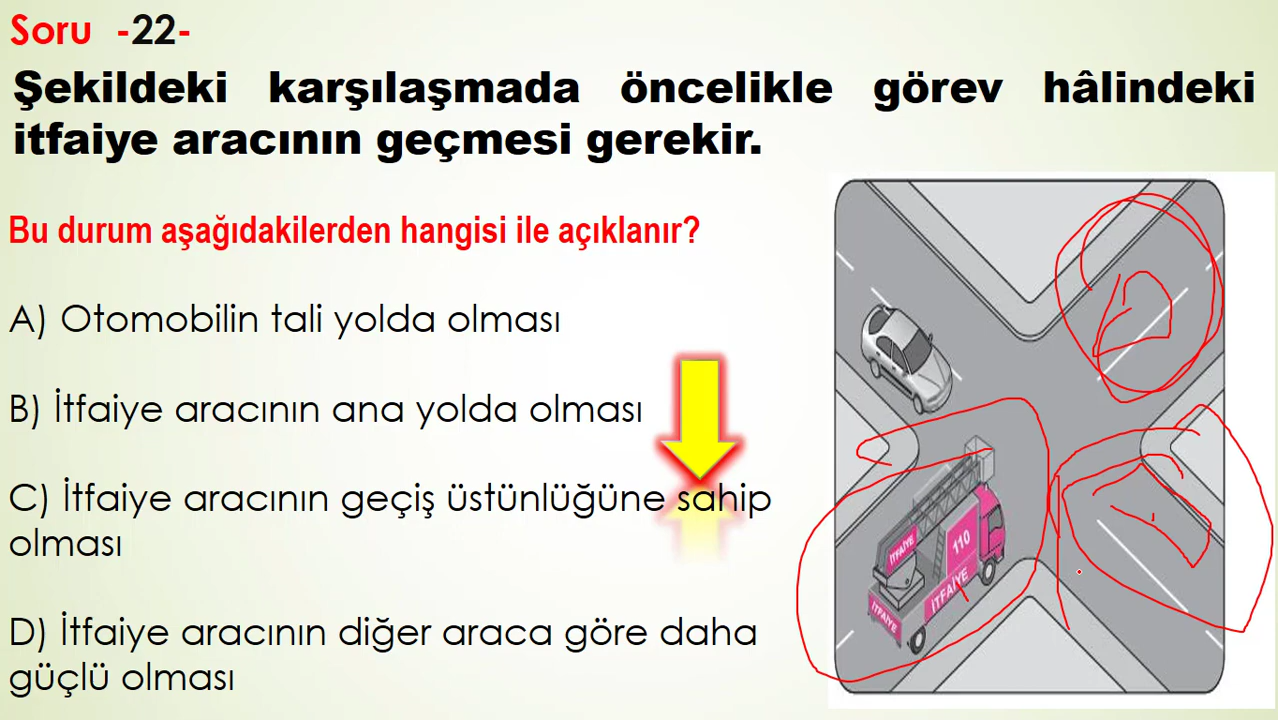 Soru -22-
Şekildeki karşılaşmada öncelikle görev hâlindeki
itfaiye aracının geçmesi gerekir.
Bu durum aşağıdakilerden hangisi ile açıklanır?
A) Otomobilin tali yolda olması
B) İtfaiye aracının ana yolda olması
C) İtfaiye aracının geçiş üstünlüğüne sahip
olması
D) İtfaiye aracının diğer araca göre daha
güçlü olması
İTFAİYE
110
İTFAİYE
İTFAİYE